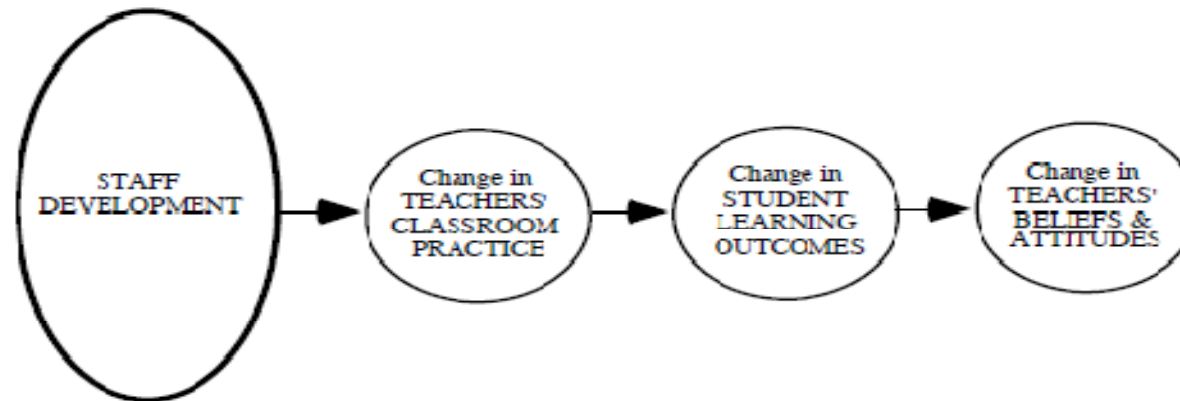 STAFF
DEVELOPMENT
Change in
TEACHERS'
CLASSROOM
PRACTICE
Change in
STUDENT
LEARNING
OUTCOMES
Change in
TEACHERS'
BELIEFS &
ATTITUDES